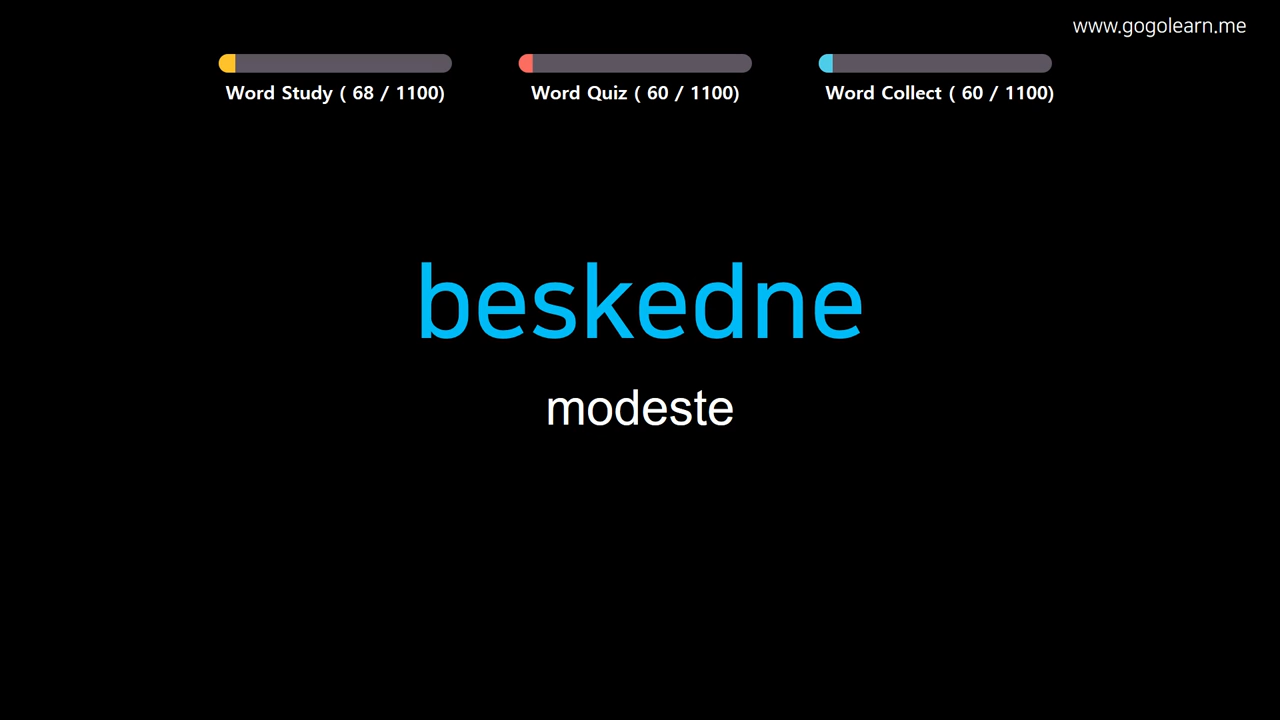 www.gogolearn.me
Word Study ( 68 / 1100)
Word Quiz ( 60 / 1100)
Word Collect ( 60 / 1100)
beskedne
modeste